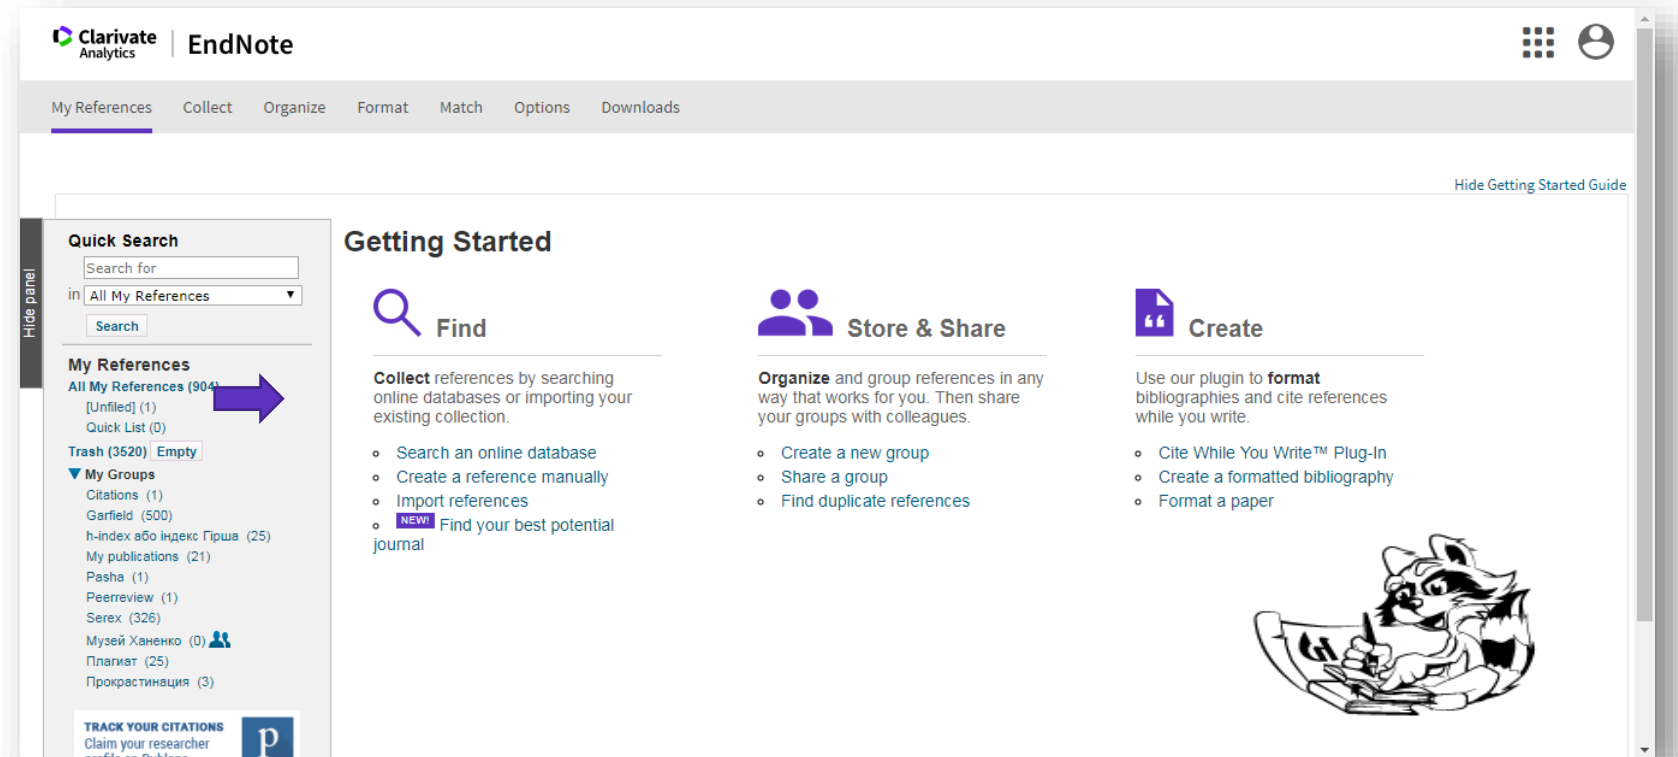 Clarivate
Analytics
EndNote
My References Collect Organize Format Match Options Downloads
Hide Getting Started Guide
Hide panel
Quick Search
Search for
in All My References
Search
My References
All My References (904)
[Unfiled] (1)
Quick List (0)
Trash (3520) Empty
My Groups
Citations (1)
Garfield (500)
h-index або індекс Гірша (25)
My publications (21)
Pasha (1)
Peerreview (1)
Serex (326)
Музей Ханенко (0)
Плагиат (25)
Прокрастинация (3)
TRACK YOUR CITATIONS
Claim your researcher
profile on Publons
p
Getting Started
Find
Collect references by searching
online databases or importing your
existing collection.
Search an online database
Create a reference manually
Import references
NEW! Find your best potential
journal
Store & Share
Organize and group references in any
way that works for you. Then share
your groups with colleagues.
Create a new group
Share a group
Find duplicate references
Create
Use our plugin to format
bibliographies and cite references
while you write.
Cite While You Write™ Plug-In
Create a formatted bibliography
Format a paper